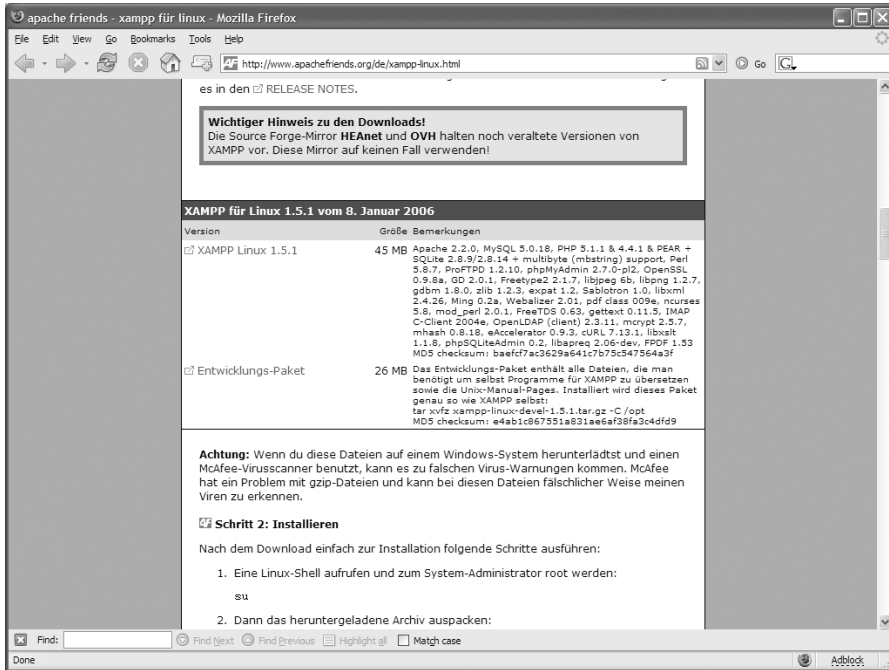 apache friends - xampp für linux - Mozilla Firefox
File Edit View Go Bookmarks Tools Help
http://www.apachefriends.org/de/xampp-linux.html Go G
es in den RELEASE NOTES.
Wichtiger Hinweis zu den Downloads!
Die Source Forge-Mirror HEAnet und OVH halten noch veraltete Versionen von
XAMPP vor. Diese Mirror auf keinen Fall verwenden!
XAMPP für Linux 1.5.1 vom 8. Januar 2006
Version Größe Bemerkungen
XAMPP Linux 1.5.1 45 MB Apache 2.2.0, MySQL 5.0.18, PHP 5.1.1 & 4.4.1 & PEAR +
SQLite 2.8.9/2.8.14 + multibyte (mbstring) support, Perl
5.8.7, ProFTPD 1.2.10, phpMyAdmin 2.7.0-pl2, OpenSSL
0.9.8a, GD 2.0.1, Freetype2 2.1.7, libjpeg 6b, libpng 1.2.7,
gdbm 1.8.0, zlib 1.2.3, expat 1.2, Sablotron 1.0, libxml
2.4.26, Ming 0.2a, Webalizer 2.01, pdf class 009e, ncurses
5.8, mod_perl 2.0.1, FreeTDS 0.63, gettext 0.11.5, IMAP
C-Client 2004e, OpenLDAP (client) 2.3.11, mcrypt 2.5.7,
mhash 0.8.18, eAccelerator 0.9.3, cURL 7.13.1, libxslt
1.1.8, phpSQLiteAdmin 0.2, libapreq 2.06-dev, FPDF 1.53
MD5 checksum: baefcf7ac3629a641c7b75c547564a3f
Entwicklungs-Paket 26 MB Das Entwicklungs-Paket enthält alle Dateien, die man
benötigt um selbst Programme für XAMPP zu übersetzen
sowie die Unix-Manual-Pages. Installiert wird dieses Paket
genau so wie XAMPP selbst:
tar xvfz xampp-linux-devel-1.5.1.tar.gz -C /opt
MD5 checksum: e4ab1c867551a831ae6af38fa3c4dfd9
Achtung: Wenn du diese Dateien auf einem Windows-System herunterlädtst und einen
McAfee-Virusscanner benutzt, kann es zu falschen Virus-Warnungen kommen. McAfee
hat ein Problem mit gzip-Dateien und kann bei diesen Dateien fälschlicher Weise meinen
Viren zu erkennen.
Schritt 2: Installieren
Nach dem Download einfach zur Installation folgende Schritte ausführen:
1. Eine Linux-Shell aufrufen und zum System-Administrator root werden:
su
2. Dann das heruntergeladene Archiv auspacken:
Find: Find Next Find Previous Highlight all Match case
Done Adblock